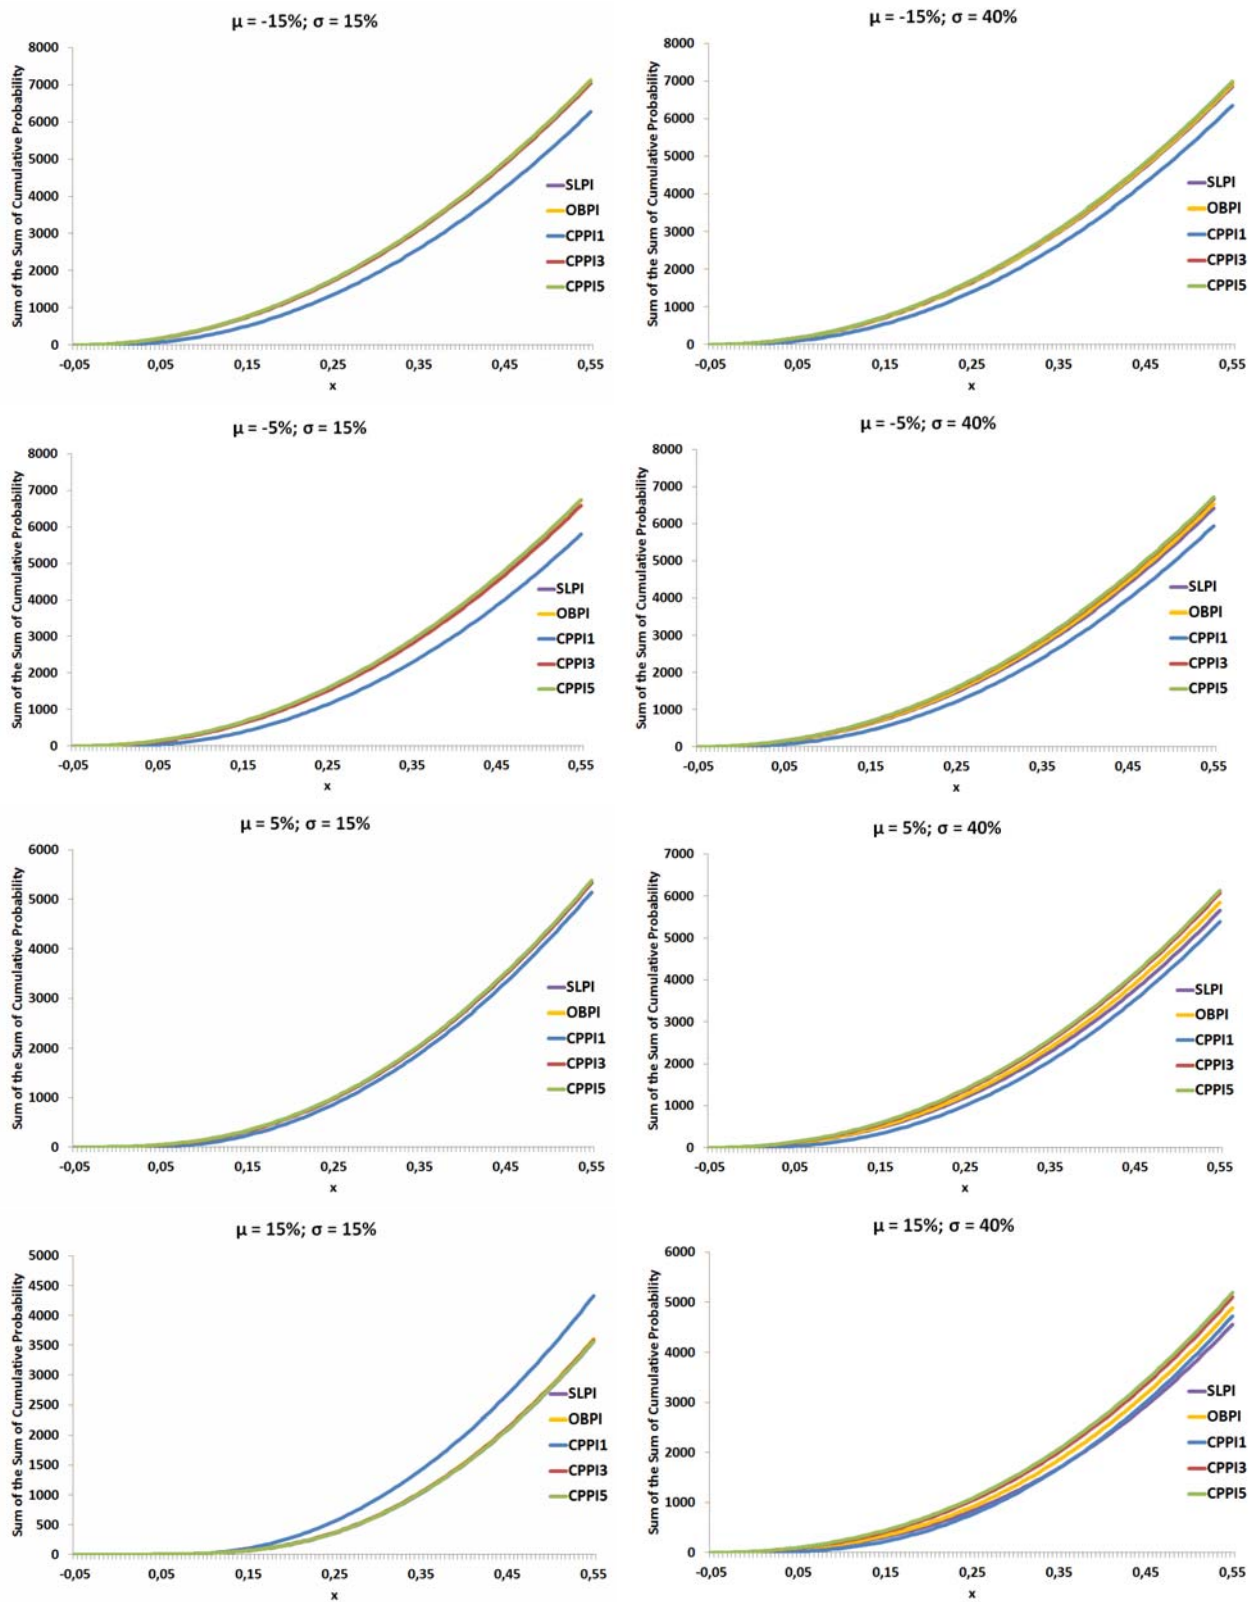 μ = -15%; σ = 15%
Sum of the Sum of Cumulative Probability
8000
7000
6000
5000
4000
3000
2000
1000
0
-0,05
0,05
0,15
0,25
0,35
0,45
0,55
x
SLPI
OBPI
CPPI1
CPPI3
CPPI5
μ = -15%; σ = 40%
Sum of the Sum of Cumulative Probability
8000
7000
6000
5000
4000
3000
2000
1000
0
-0,05
0,05
0,15
0,25
0,35
0,45
0,55
x
SLPI
OBPI
CPPI1
CPPI3
CPPI5
μ = -5%; σ = 15%
Sum of the Sum of Cumulative Probability
8000
7000
6000
5000
4000
3000
2000
1000
0
-0,05
0,05
0,15
0,25
0,35
0,45
0,55
x
SLPI
OBPI
CPPI1
CPPI3
CPPI5
μ = -5%; σ = 40%
Sum of the Sum of Cumulative Probability
8000
7000
6000
5000
4000
3000
2000
1000
0
-0,05
0,05
0,15
0,25
0,35
0,45
0,55
x
SLPI
OBPI
CPPI1
CPPI3
CPPI5
μ = 5%; σ = 15%
Sum of the Sum of Cumulative Probability
6000
5000
4000
3000
2000
1000
0
-0,05
0,05
0,15
0,25
0,35
0,45
0,55
x
SLPI
OBPI
CPPI1
CPPI3
CPPI5
μ = 5%; σ = 40%
Sum of the Sum of Cumulative Probability
7000
6000
5000
4000
3000
2000
1000
0
-0,05
0,05
0,15
0,25
0,35
0,45
0,55
x
SLPI
OBPI
CPPI1
CPPI3
CPPI5
μ = 15%; σ = 15%
Sum of the Sum of Cumulative Probability
5000
4500
4000
3500
3000
2500
2000
1500
1000
500
0
-0,05
0,05
0,15
0,25
0,35
0,45
0,55
x
SLPI
OBPI
CPPI1
CPPI3
CPPI5
μ = 15%; σ = 40%
Sum of the Sum of Cumulative Probability
6000
5000
4000
3000
2000
1000
0
-0,05
0,05
0,15
0,25
0,35
0,45
0,55
x
SLPI
OBPI
CPPI1
CPPI3
CPPI5